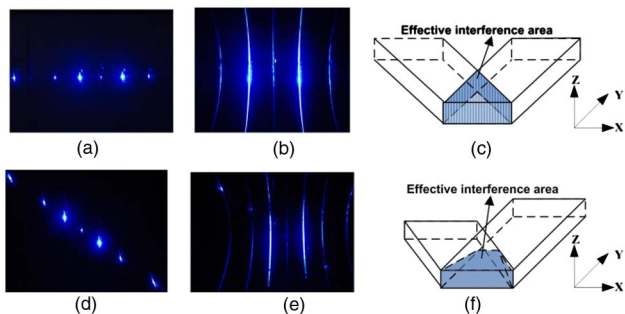 Effective interference area
Z
Y
X
(a)
(b)
(c)
Effective interference area
Z
Y
X
(d)
(e)
(f)